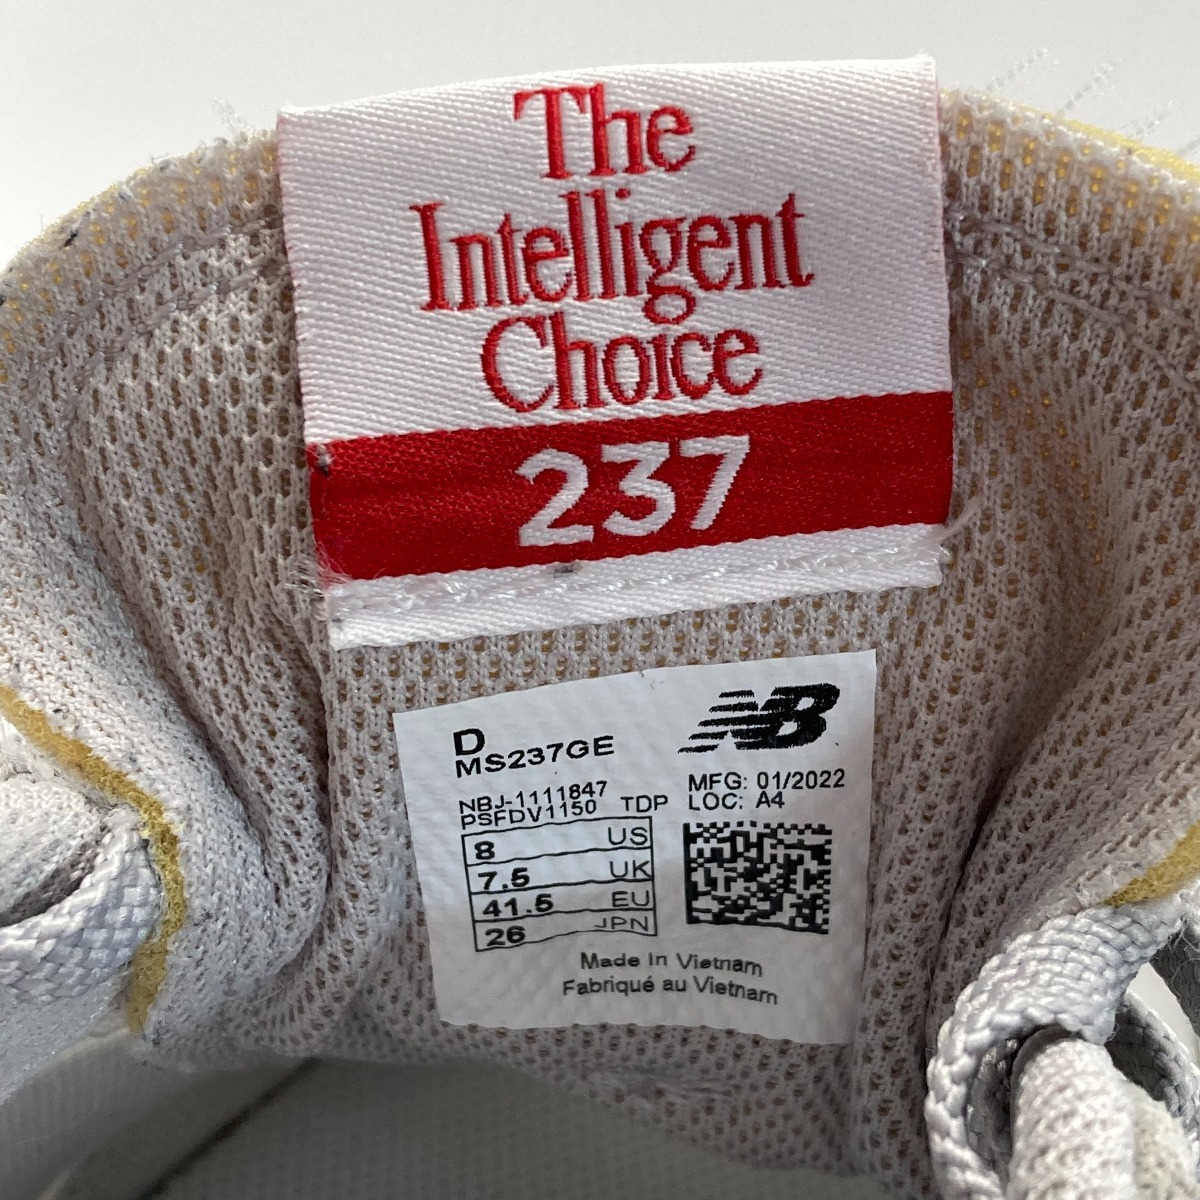 The
Intelligent
Choice
237
NB
D
MS237GE
NBJ-1111847
PSFDV1150 TDP
MFG: 01/2022
LOC: A4
8 US
7.5 UK
41.5 EU
26 JPN
Made In Vietnam
Fabriqué au Vietnam